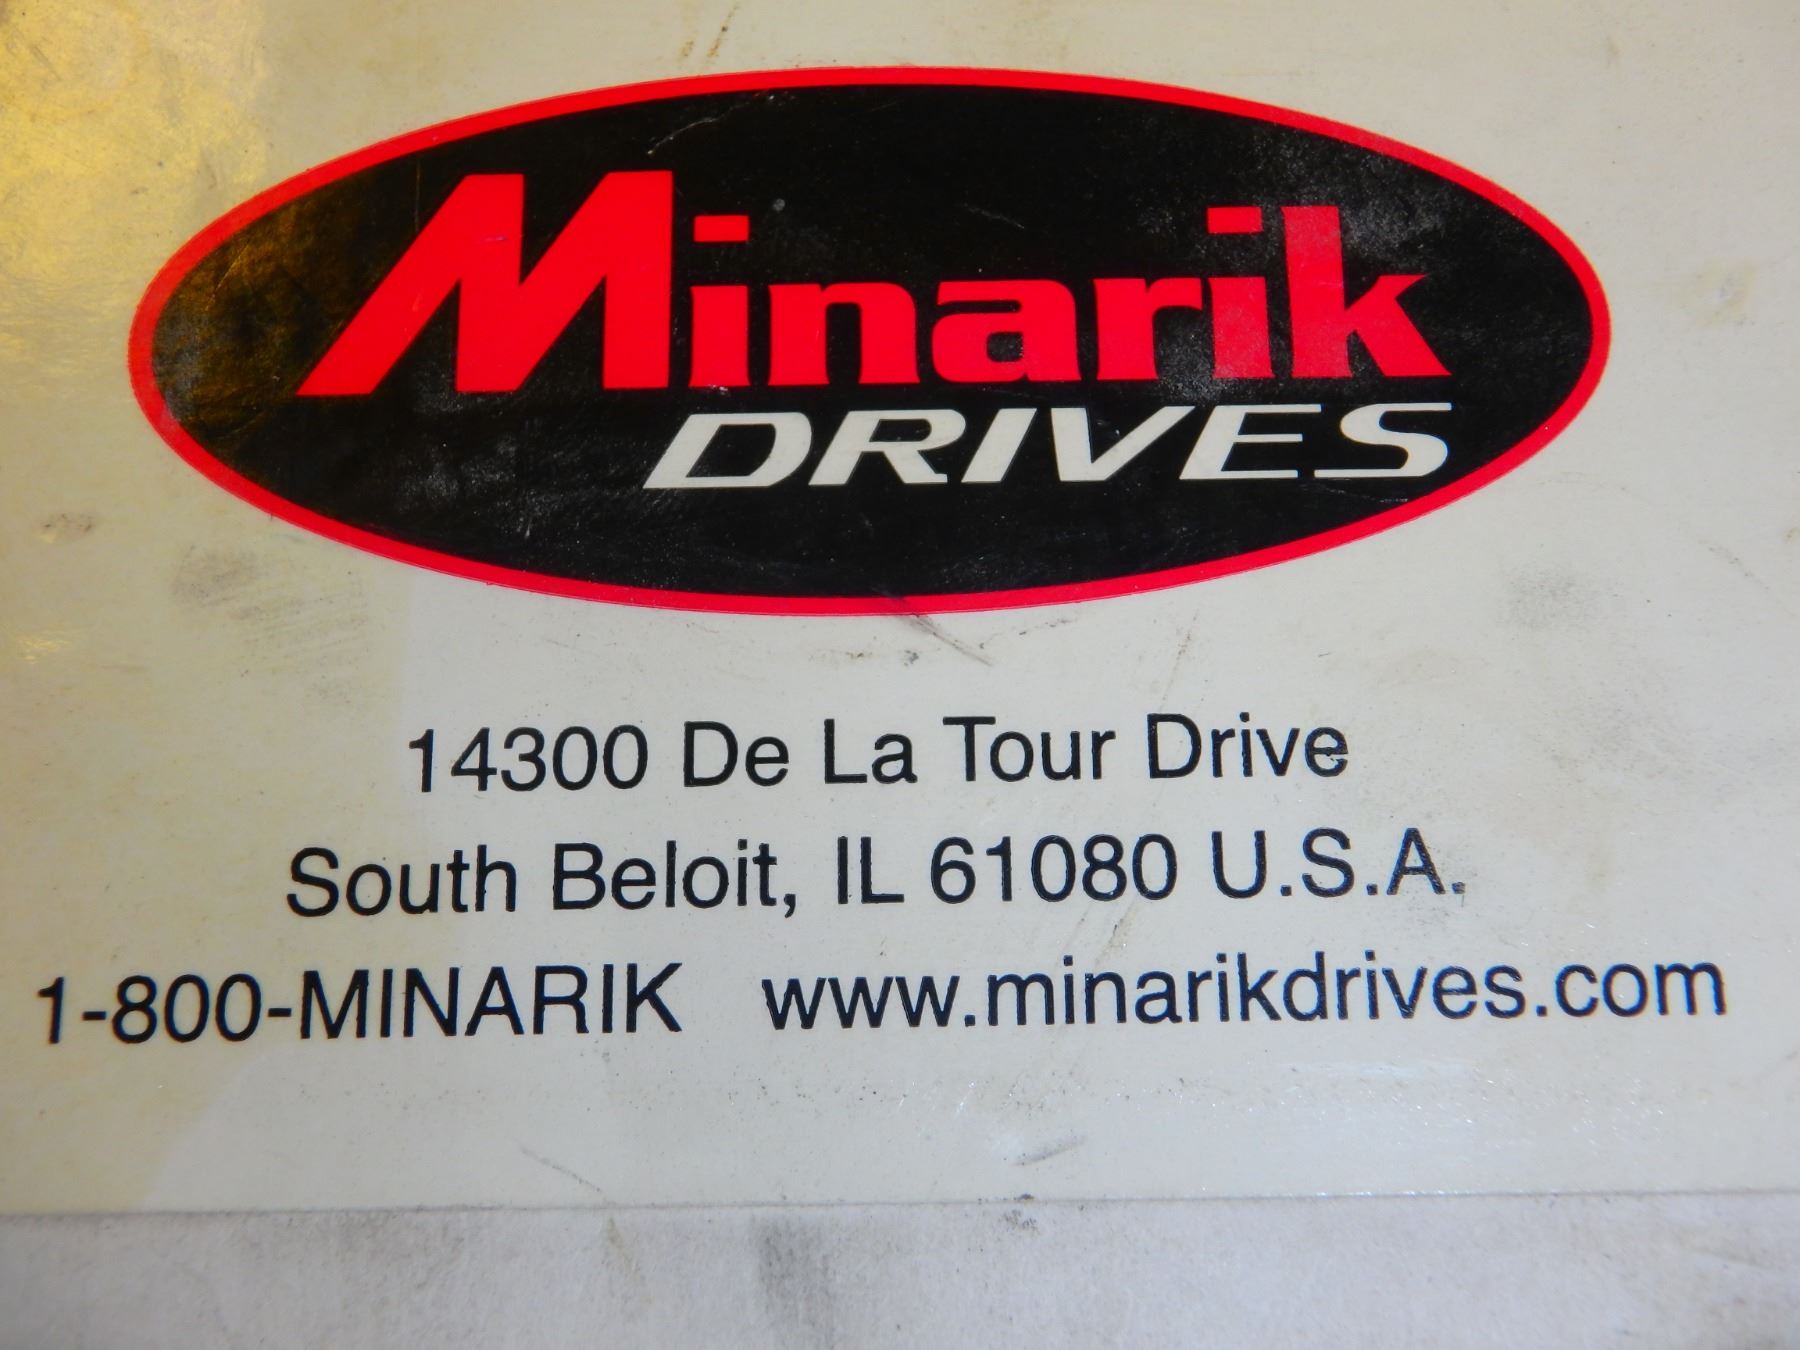 Minarik
DRIVES
14300 De La Tour Drive
South Beloit, IL 61080 U.S.A.
1-800-MINARIK www.minarikdrives.com